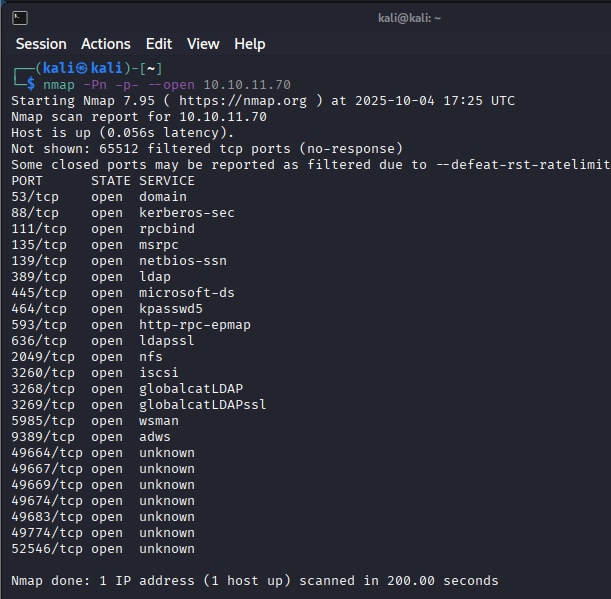 kali@kali: ~
Session Actions Edit View Help
┌──(kali㉿kali)-[~]
└─$ nmap -Pn -p- --open 10.10.11.70
Starting Nmap 7.95 ( https://nmap.org ) at 2025-10-04 17:25 UTC
Nmap scan report for 10.10.11.70
Host is up (0.056s latency).
Not shown: 65512 filtered tcp ports (no-response)
Some closed ports may be reported as filtered due to --defeat-rst-ratelimit
PORT      STATE SERVICE
53/tcp    open  domain
88/tcp    open  kerberos-sec
111/tcp   open  rpcbind
135/tcp   open  msrpc
139/tcp   open  netbios-ssn
389/tcp   open  ldap
445/tcp   open  microsoft-ds
464/tcp   open  kpasswd5
593/tcp   open  http-rpc-epmap
636/tcp   open  ldapssl
2049/tcp  open  nfs
3260/tcp  open  iscsi
3268/tcp  open  globalcatLDAP
3269/tcp  open  globalcatLDAPssl
5985/tcp  open  wsman
9389/tcp  open  adws
49664/tcp open  unknown
49667/tcp open  unknown
49669/tcp open  unknown
49674/tcp open  unknown
49683/tcp open  unknown
49774/tcp open  unknown
52546/tcp open  unknown
Nmap done: 1 IP address (1 host up) scanned in 200.00 seconds